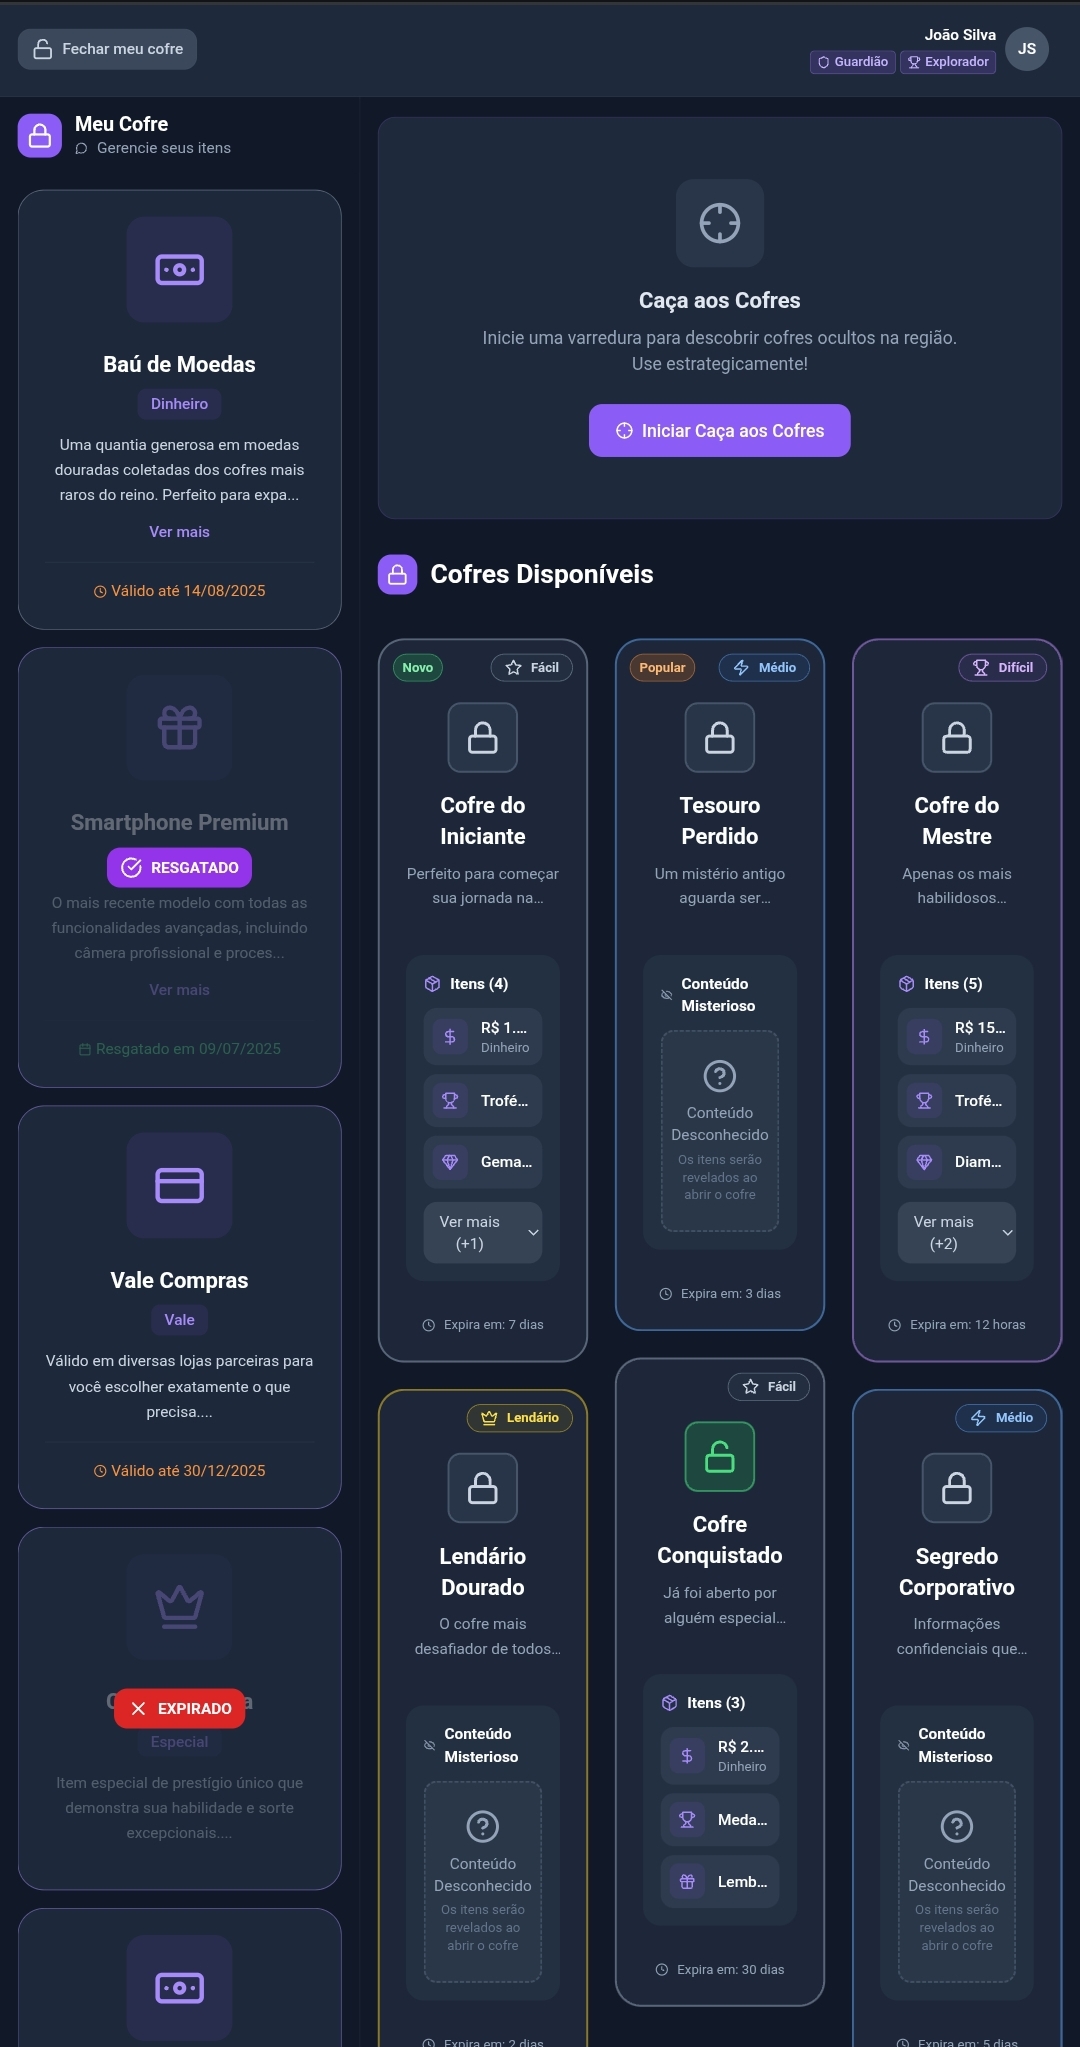 Fechar meu cofre
João Silva
Guardião
Explorador
JS
Meu Cofre
Gerencie seus itens
Baú de Moedas
Dinheiro
Uma quantia generosa em moedas
douradas coletadas dos cofres mais
raros do reino. Perfeito para expa...
Ver mais
Válido até 14/08/2025
Smartphone Premium
RESGATADO
O mais recente modelo com todas as
funcionalidades avançadas, incluindo
câmera profissional e proces...
Ver mais
Resgatado em 09/07/2025
Vale Compras
Vale
Válido em diversas lojas parceiras para
você escolher exatamente o que
precisa....
Válido até 30/12/2025
EXPIRADO
Especial
Item especial de prestígio único que
demonstra sua habilidade e sorte
excepcionais....
Caça aos Cofres
Inicie uma varredura para descobrir cofres ocultos na região.
Use estrategicamente!
Iniciar Caça aos Cofres
Cofres Disponíveis
Novo
Fácil
Cofre do
Iniciante
Perfeito para começar
sua jornada na...
Itens (4)
R$ 1....
Dinheiro
Trofé...
Gema...
Ver mais
(+1)
Expira em: 7 dias
Popular
Médio
Tesouro
Perdido
Um mistério antigo
aguarda ser...
Conteúdo
Misterioso
Conteúdo
Desconhecido
Os itens serão
revelados ao
abrir o cofre
Expira em: 3 dias
Difícil
Cofre do
Mestre
Apenas os mais
habilidosos...
Itens (5)
R$ 15...
Dinheiro
Trofé...
Diam...
Ver mais
(+2)
Expira em: 12 horas
Lendário
Lendário
Dourado
O cofre mais
desafiador de todos...
Conteúdo
Misterioso
Conteúdo
Desconhecido
Os itens serão
revelados ao
abrir o cofre
Expira em: 2 dias
Fácil
Cofre
Conquistado
Já foi aberto por
alguém especial...
Itens (3)
R$ 2....
Dinheiro
Meda...
Lemb...
Expira em: 30 dias
Médio
Segredo
Corporativo
Informações
confidenciais que...
Conteúdo
Misterioso
Conteúdo
Desconhecido
Os itens serão
revelados ao
abrir o cofre
Expira em: 5 dias